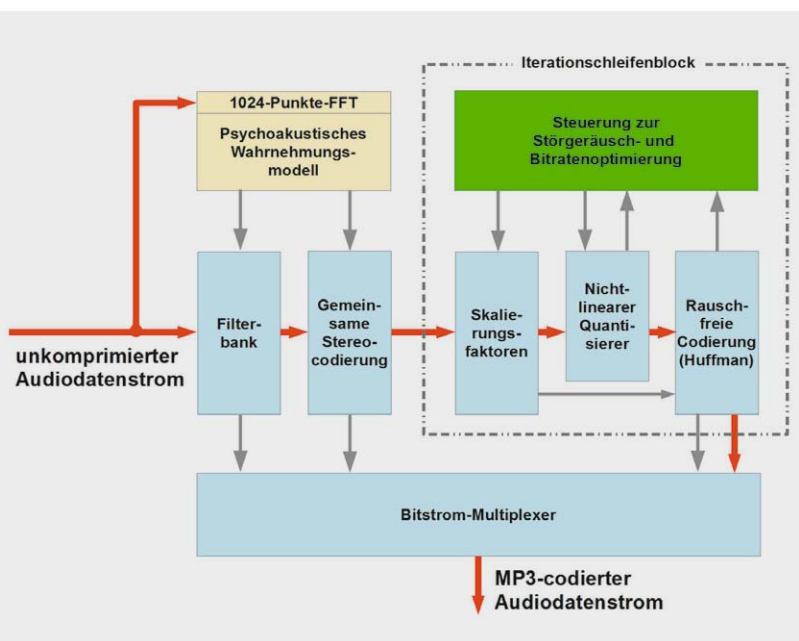 Iterationschleifenblock
1024-Punkte-FFT
Psychoakustisches
Wahrnehmungs-
modell
Steuerung zur
Störgeräusch- und
Bitratenoptimierung
unkomprimierter
Audiodatenstrom
Filter-
bank
Gemein-
same
Stereo-
codierung
Skalie-
rungs-
faktoren
Nicht-
linearer
Quanti-
sierer
Rausch-
freie
Codierung
(Huffman)
Bitstrom-Multiplexer
MP3-codierter
Audiodatenstrom